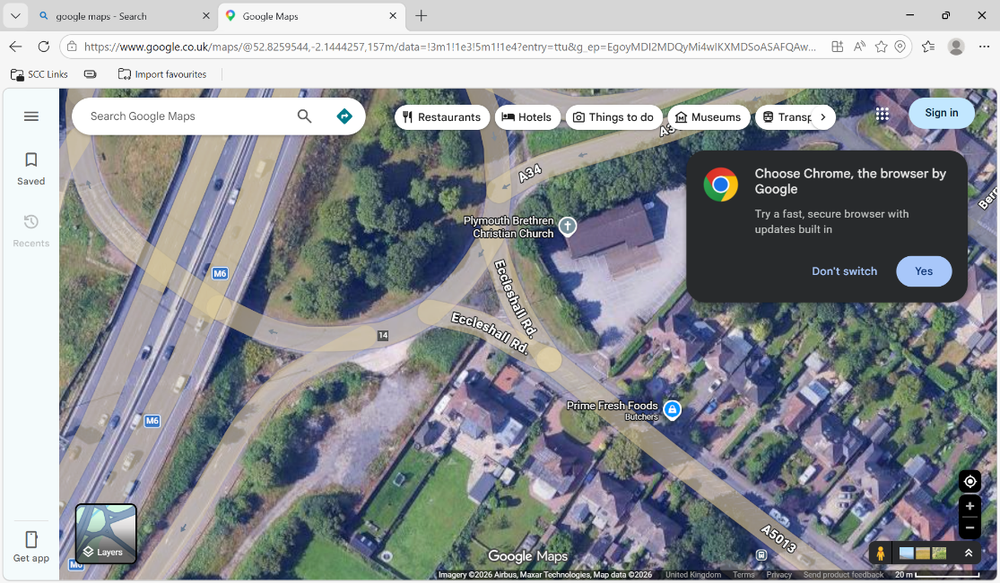 google maps - Search
Google Maps
https://www.google.co.uk/maps/@52.8259544,-2.1444257,157m/data=!3m1!1e3!5m1!1e4?entry=ttu&g_ep=EgoyMDI2MDQyMi4wIKXMDSoASAFQAw...
SCC Links
Import favourites
Search Google Maps
Restaurants
Hotels
Things to do
Museums
Transp
Sign in
Saved
Recents
Choose Chrome, the browser by
Google
Try a fast, secure browser with
updates built in
Don't switch
Yes
A34
A34
Plymouth Brethren
Christian Church
M6
Eccleshall Rd.
Eccleshall Rd.
14
Prime Fresh Foods
Butchers
M6
A5013
Layers
M6
Get app
Google Maps
Imagery ©2026 Airbus, Maxar Technologies, Map data ©2026
United Kingdom
Terms
Privacy
Send product feedback
20 m